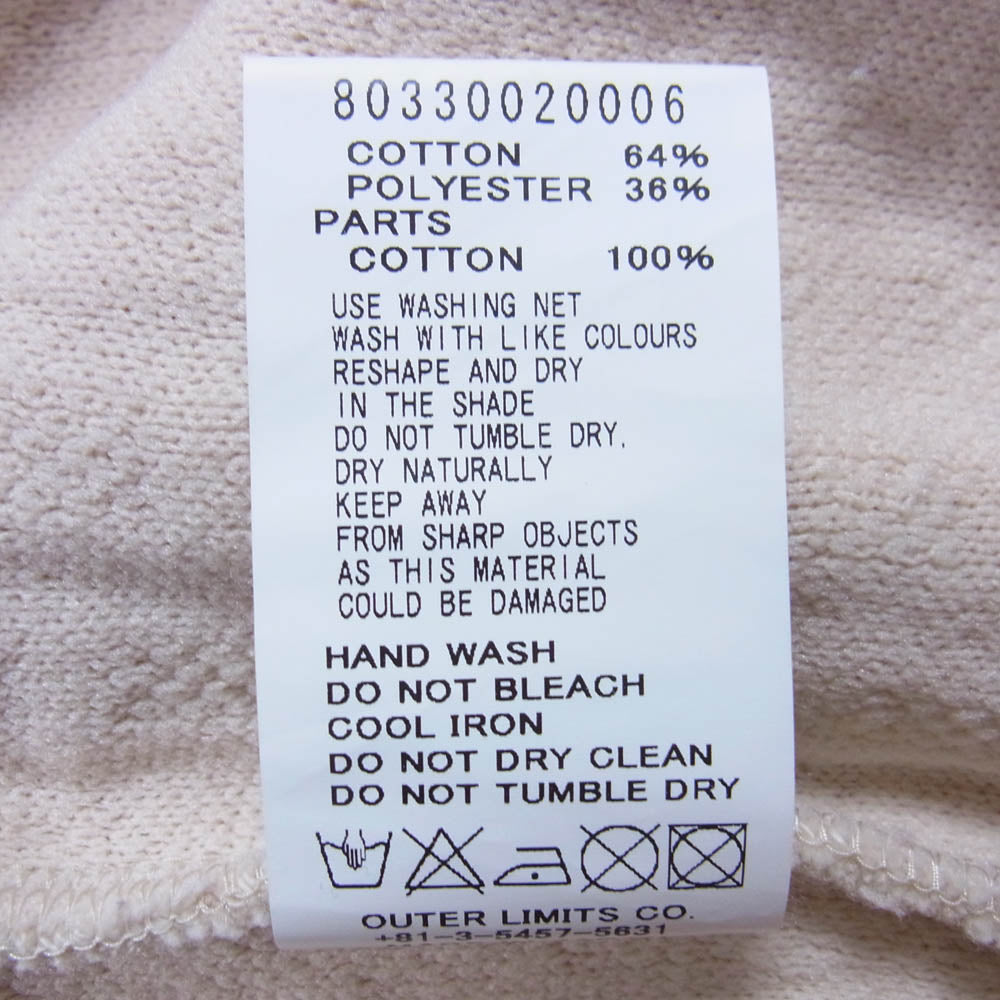 80330020006
COTTON 64%
POLYESTER 36%
PARTS
COTTON 100%
USE WASHING NET
WASH WITH LIKE COLOURS
RESHAPE AND DRY
IN THE SHADE
DO NOT TUMBLE DRY.
DRY NATURALLY
KEEP AWAY
FROM SHARP OBJECTS
AS THIS MATERIAL
COULD BE DAMAGED
HAND WASH
DO NOT BLEACH
COOL IRON
DO NOT DRY CLEAN
DO NOT TUMBLE DRY
OUTER LIMITS CO.
+81-3-5457-5631